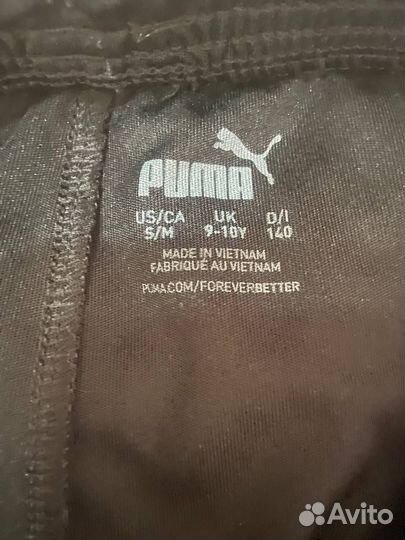 PUMA
US/CA UK D/I
S/M 9-10Y 140
MADE IN VIETNAM
FABRIQUÉ AU VIETNAM
PUMA.COM/FOREVERBETTER
Avito